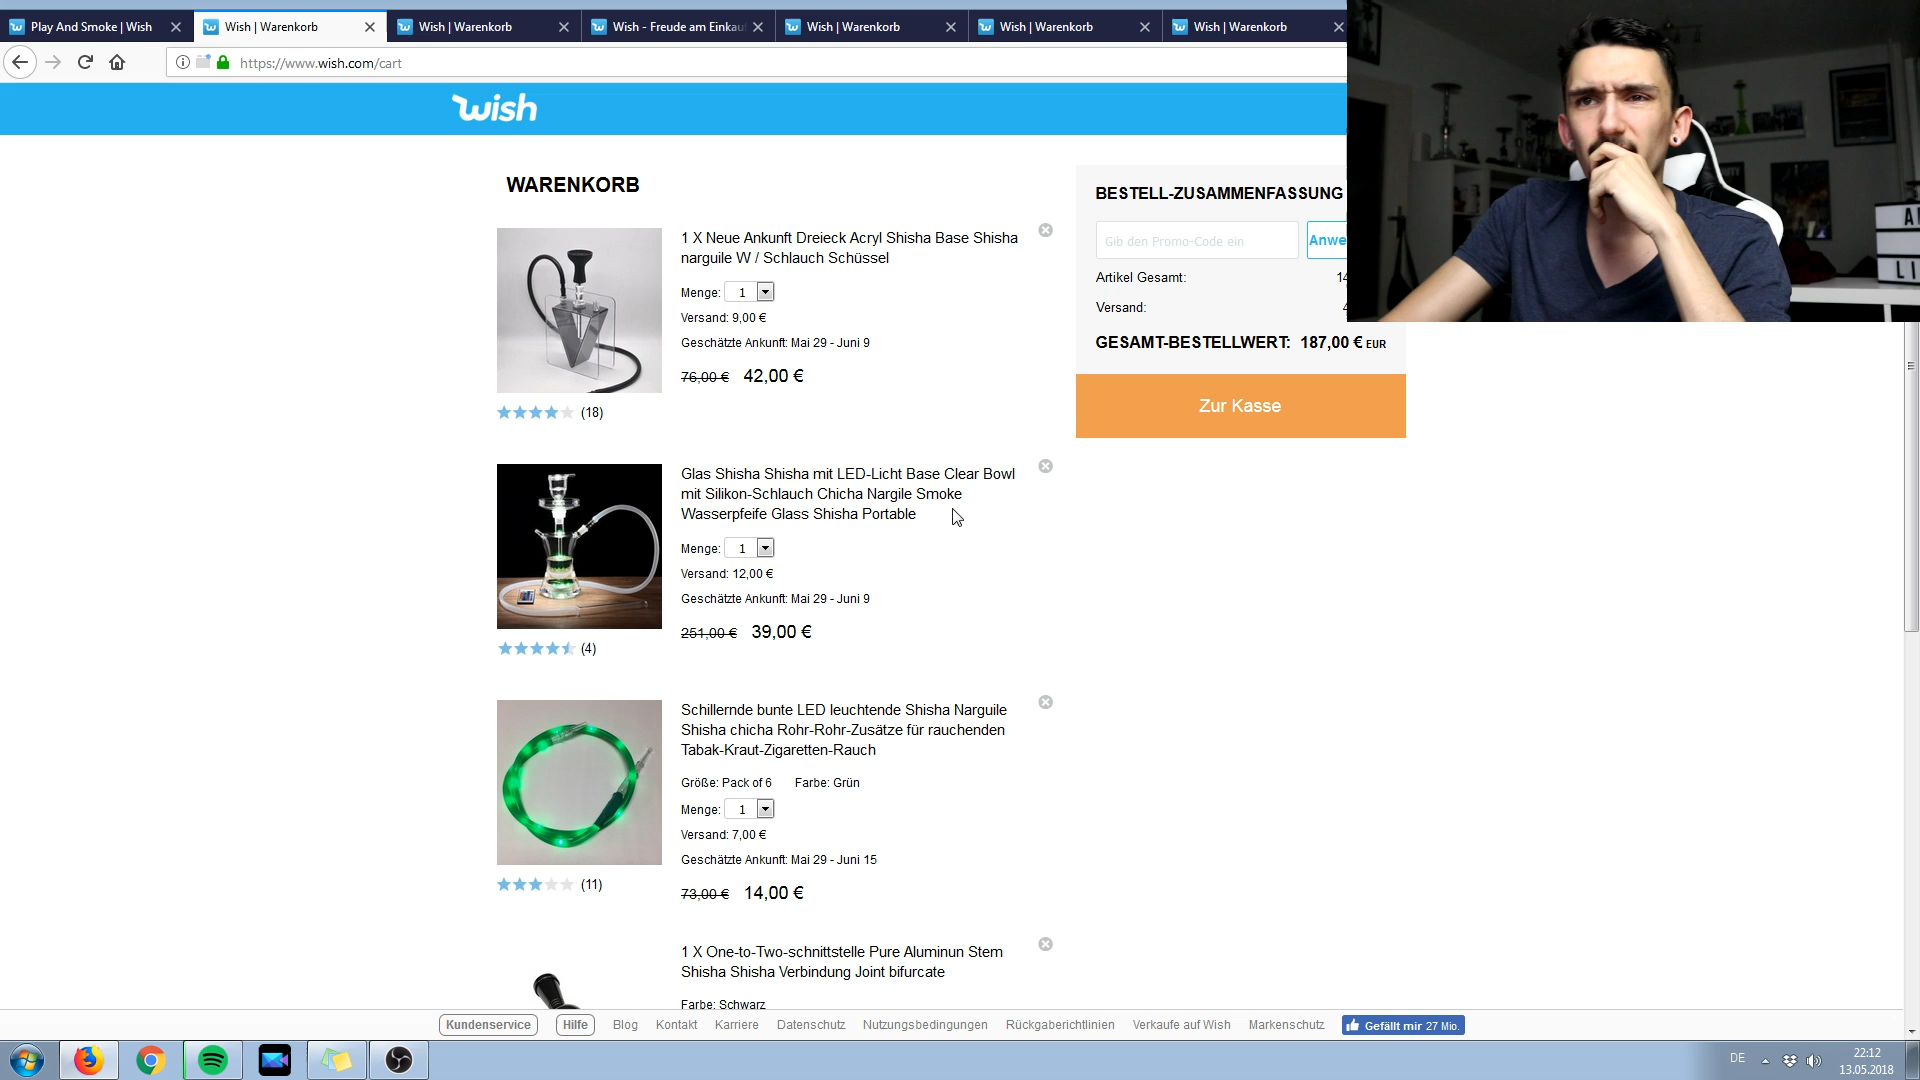 Play And Smoke | Wish
Wish | Warenkorb
Wish | Warenkorb
Wish - Freude am Einkau
Wish | Warenkorb
Wish | Warenkorb
Wish | Warenkorb
https://www.wish.com/cart
wish
WARENKORB
1 X Neue Ankunft Dreieck Acryl Shisha Base Shisha
narguile W / Schlauch Schüssel
Menge: 1
Versand: 9,00 €
Geschätzte Ankunft: Mai 29 - Juni 9
76,00 € 42,00 €
(18)
Glas Shisha Shisha mit LED-Licht Base Clear Bowl
mit Silikon-Schlauch Chicha Nargile Smoke
Wasserpfeife Glass Shisha Portable
Menge: 1
Versand: 12,00 €
Geschätzte Ankunft: Mai 29 - Juni 9
251,00 € 39,00 €
(4)
Schillernde bunte LED leuchtende Shisha Narguile
Shisha chicha Rohr-Rohr-Zusätze für rauchenden
Tabak-Kraut-Zigaretten-Rauch
Größe: Pack of 6 Farbe: Grün
Menge: 1
Versand: 7,00 €
Geschätzte Ankunft: Mai 29 - Juni 15
73,00 € 14,00 €
(11)
1 X One-to-Two-schnittstelle Pure Aluminun Stem
Shisha Shisha Verbindung Joint bifurcate
Farbe: Schwarz
BESTELL-ZUSAMMENFASSUNG
Gib den Promo-Code ein
Anwe
Artikel Gesamt: 14
Versand: 4
GESAMT-BESTELLWERT: 187,00 € EUR
Zur Kasse
Kundenservice Hilfe Blog Kontakt Karriere Datenschutz Nutzungsbedingungen Rückgaberichtlinien Verkaufe auf Wish Markenschutz Gefällt mir 27 Mio.
DE
22:12
13.05.2018